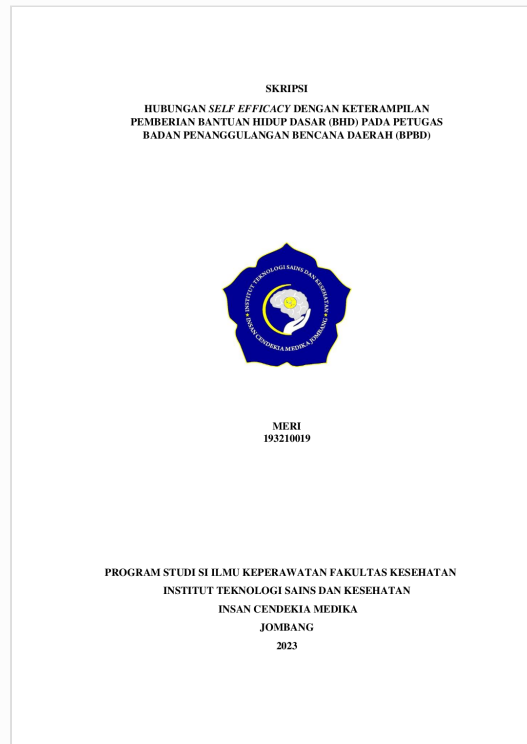 SKRIPSI
HUBUNGAN SELF EFFICACY DENGAN KETERAMPILAN
PEMBERIAN BANTUAN HIDUP DASAR (BHD) PADA PETUGAS
BADAN PENANGGULANGAN BENCANA DAERAH (BPBD)
INSTITUT TEKNOLOGI SAINS DAN KESEHATAN
INSAN CENDEKIA MEDIKA JOMBANG
MERI
193210019
PROGRAM STUDI SI ILMU KEPERAWATAN FAKULTAS KESEHATAN
INSTITUT TEKNOLOGI SAINS DAN KESEHATAN
INSAN CENDEKIA MEDIKA
JOMBANG
2023